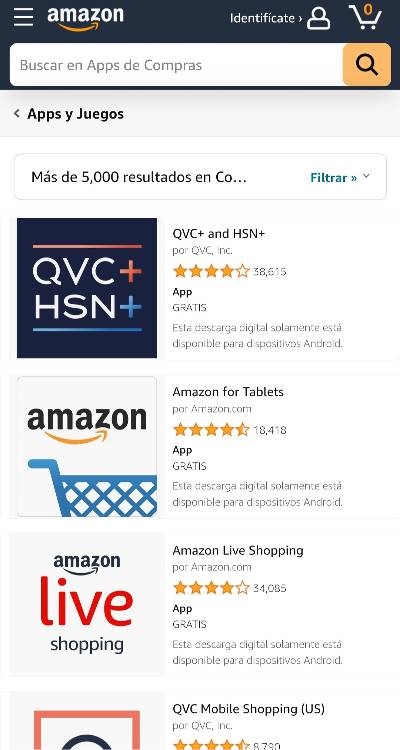 amazon
Identifícate ›
0
Buscar en Apps de Compras
‹ Apps y Juegos
Más de 5,000 resultados en Co...
Filtrar »
QVC+
HSN+
QVC+ and HSN+
por QVC, Inc.
38,615
App
GRATIS
Esta descarga digital solamente está
disponible para dispositivos Android.
amazon
Amazon for Tablets
por Amazon.com
18,418
App
GRATIS
Esta descarga digital solamente está
disponible para dispositivos Android.
amazon
live
shopping
Amazon Live Shopping
por Amazon.com
34,085
App
GRATIS
Esta descarga digital solamente está
disponible para dispositivos Android.
QVC Mobile Shopping (US)
por QVC, Inc.
8,790